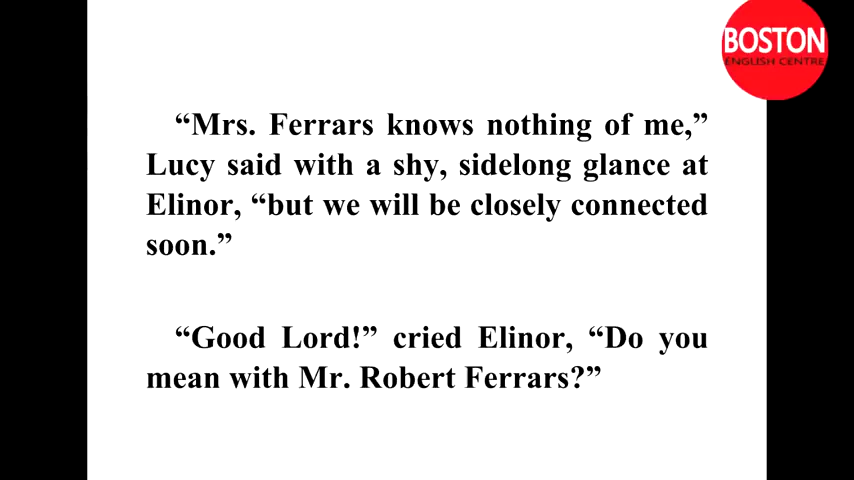 BOSTON
ENGLISH CENTRE
“Mrs. Ferrars knows nothing of me,”
Lucy said with a shy, sidelong glance at
Elinor, “but we will be closely connected
soon.”
“Good Lord!” cried Elinor, “Do you
mean with Mr. Robert Ferrars?”